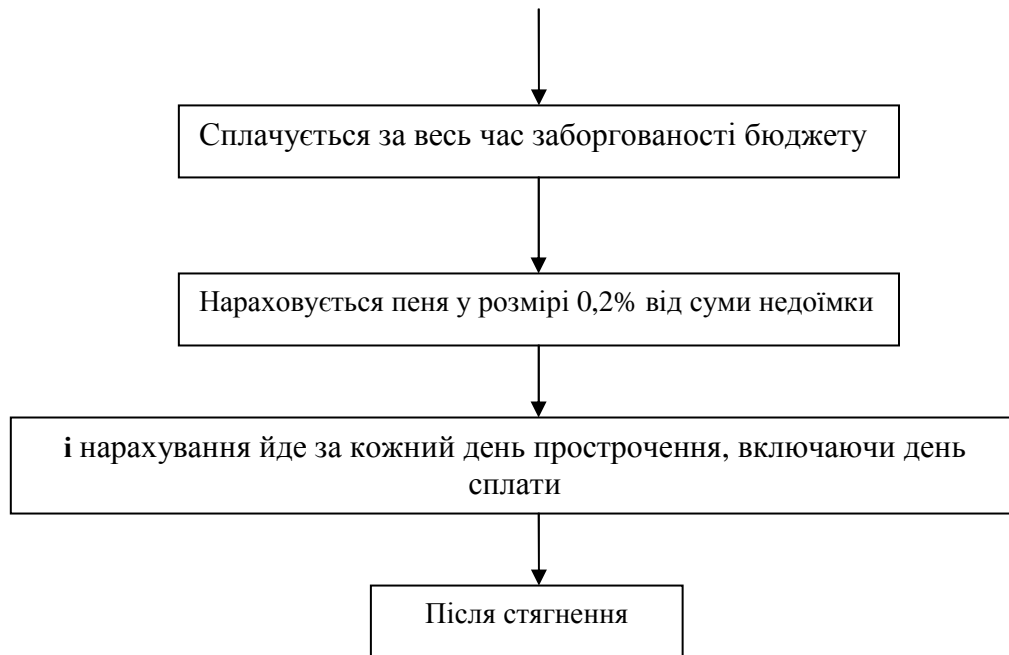 Сплачується за весь час заборгованості бюджету
Нараховується пеня у розмірі 0,2% від суми недоїмки
і нарахування йде за кожний день прострочення, включаючи день
сплати
Після стягнення